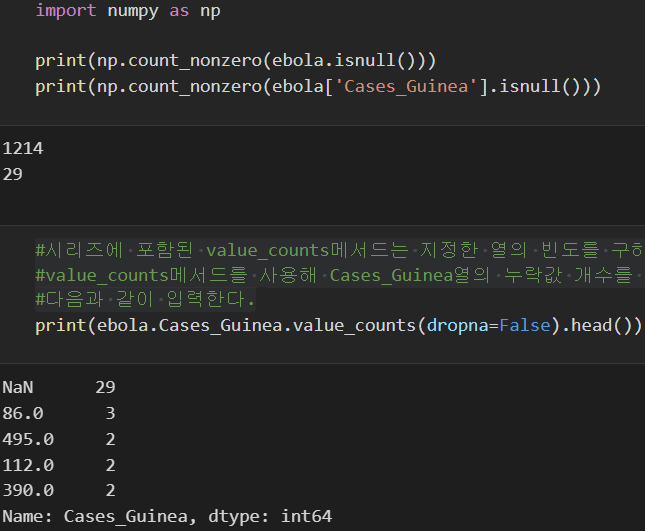 import numpy as np
print(np.count_nonzero(ebola.isnull()))
print(np.count_nonzero(ebola['Cases_Guinea'].isnull()))
1214
29
#시리즈에 포함된 value_counts메서드는 지정한 열의 빈도를
#value_counts메서드를 사용해 Cases_Guinea열의 누락값 개수를
#다음과 같이 입력한다.
print(ebola.Cases_Guinea.value_counts(dropna=False).head())
NaN 29
86.0 3
495.0 2
112.0 2
390.0 2
Name: Cases_Guinea, dtype: int64